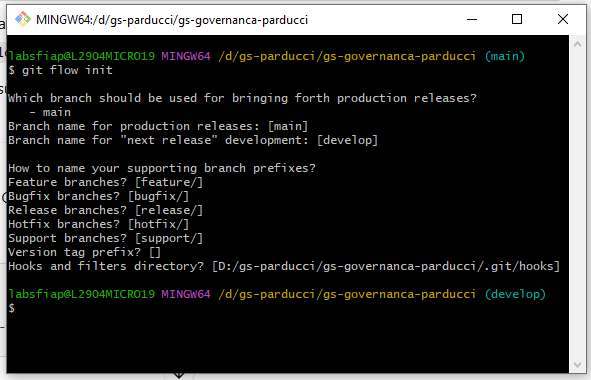 MINGW64:/d/gs-parducci/gs-governanca-parducci
labsfiap@L29O4MICRO19 MINGW64 /d/gs-parducci/gs-governanca-parducci (main)
$ git flow init
Which branch should be used for bringing forth production releases?
   - main
Branch name for production releases: [main]
Branch name for "next release" development: [develop]
How to name your supporting branch prefixes?
Feature branches? [feature/]
Bugfix branches? [bugfix/]
Release branches? [release/]
Hotfix branches? [hotfix/]
Support branches? [support/]
Version tag prefix? []
Hooks and filters directory? [D:/gs-parducci/gs-governanca-parducci/.git/hooks]
labsfiap@L29O4MICRO19 MINGW64 /d/gs-parducci/gs-governanca-parducci (develop)
$